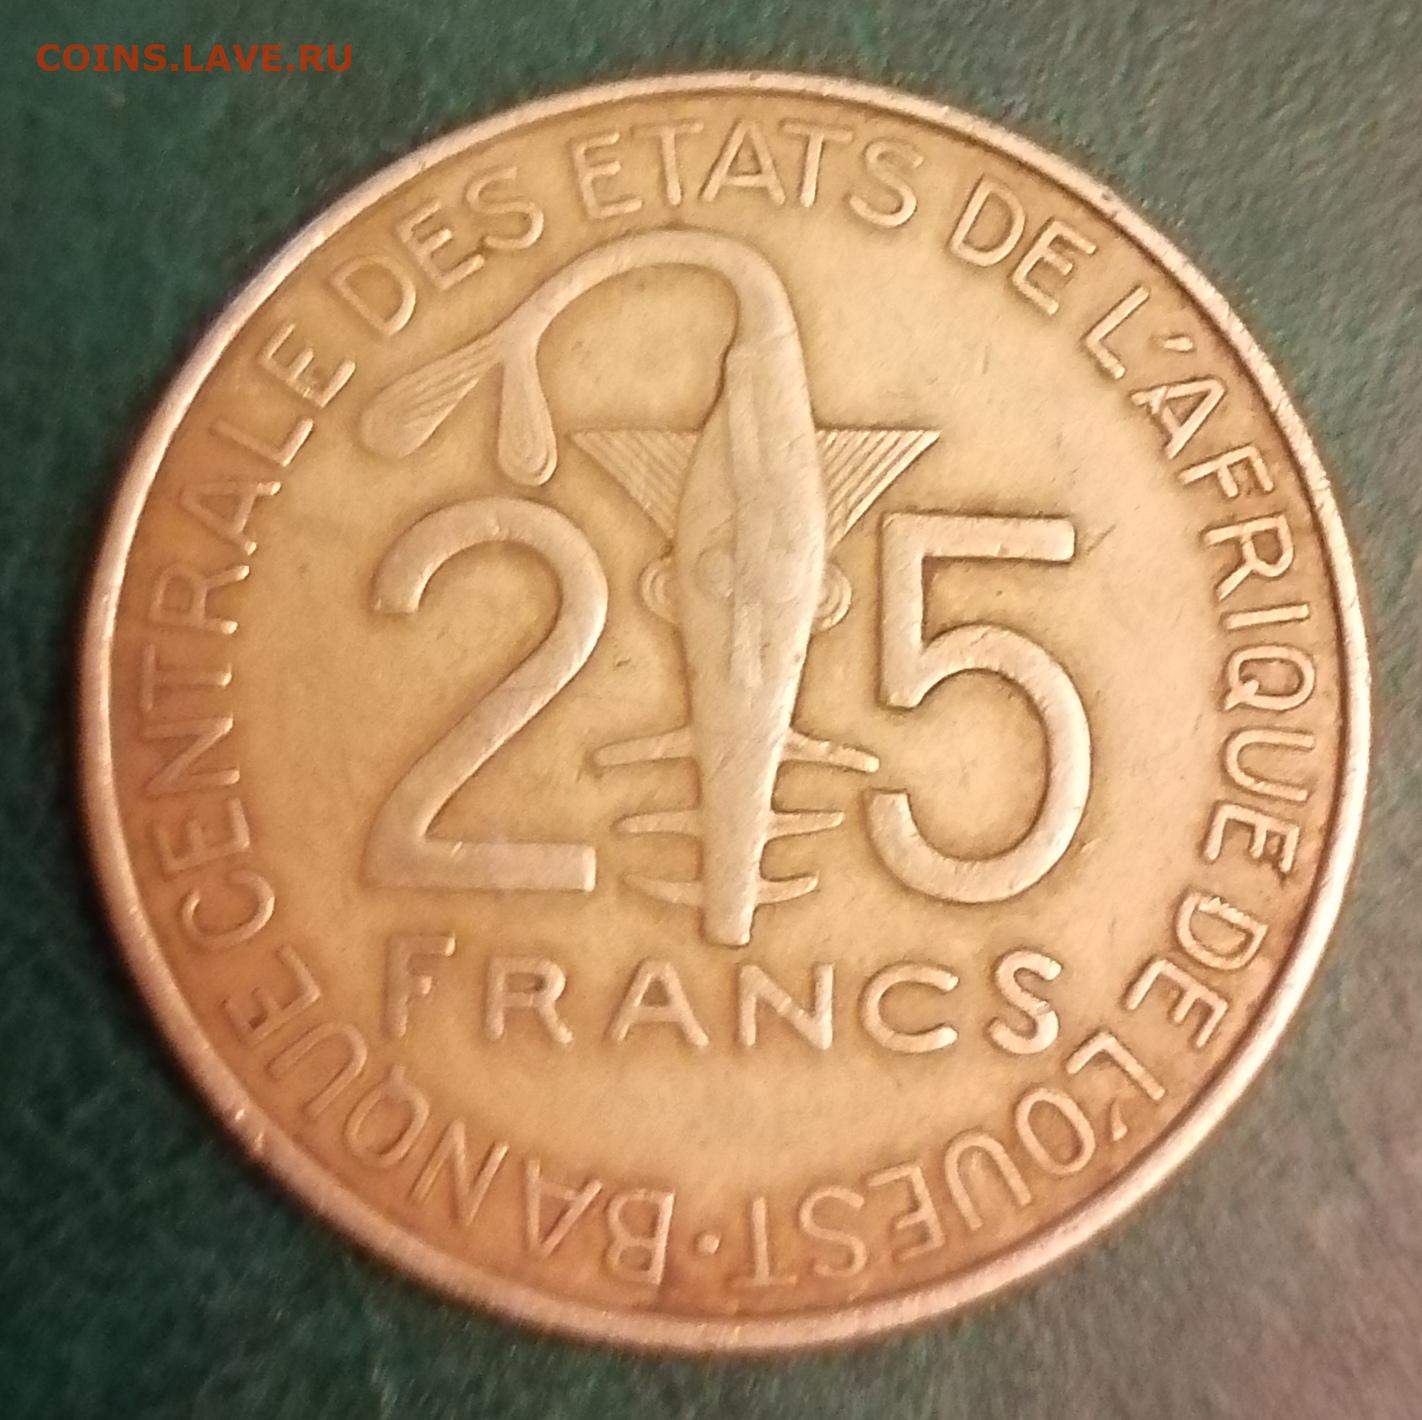 COINS.LAVE.RU
BANQUE CENTRALE DES ETATS DE L'AFRIQUE DE L'OUEST ·
25
FRANCS